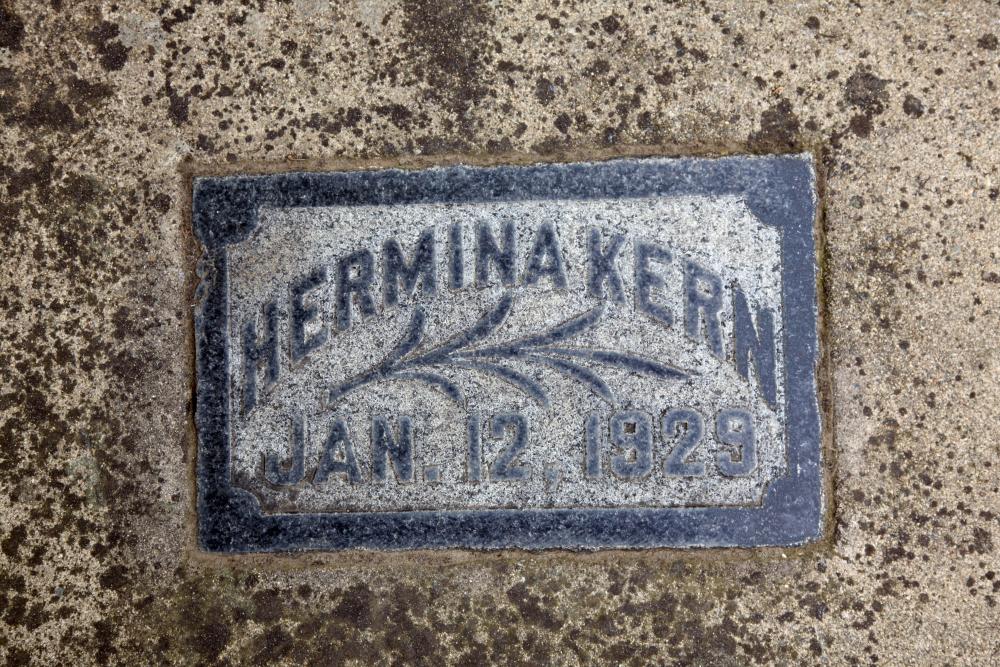 HERMINA KERN
JAN. 12, 1929